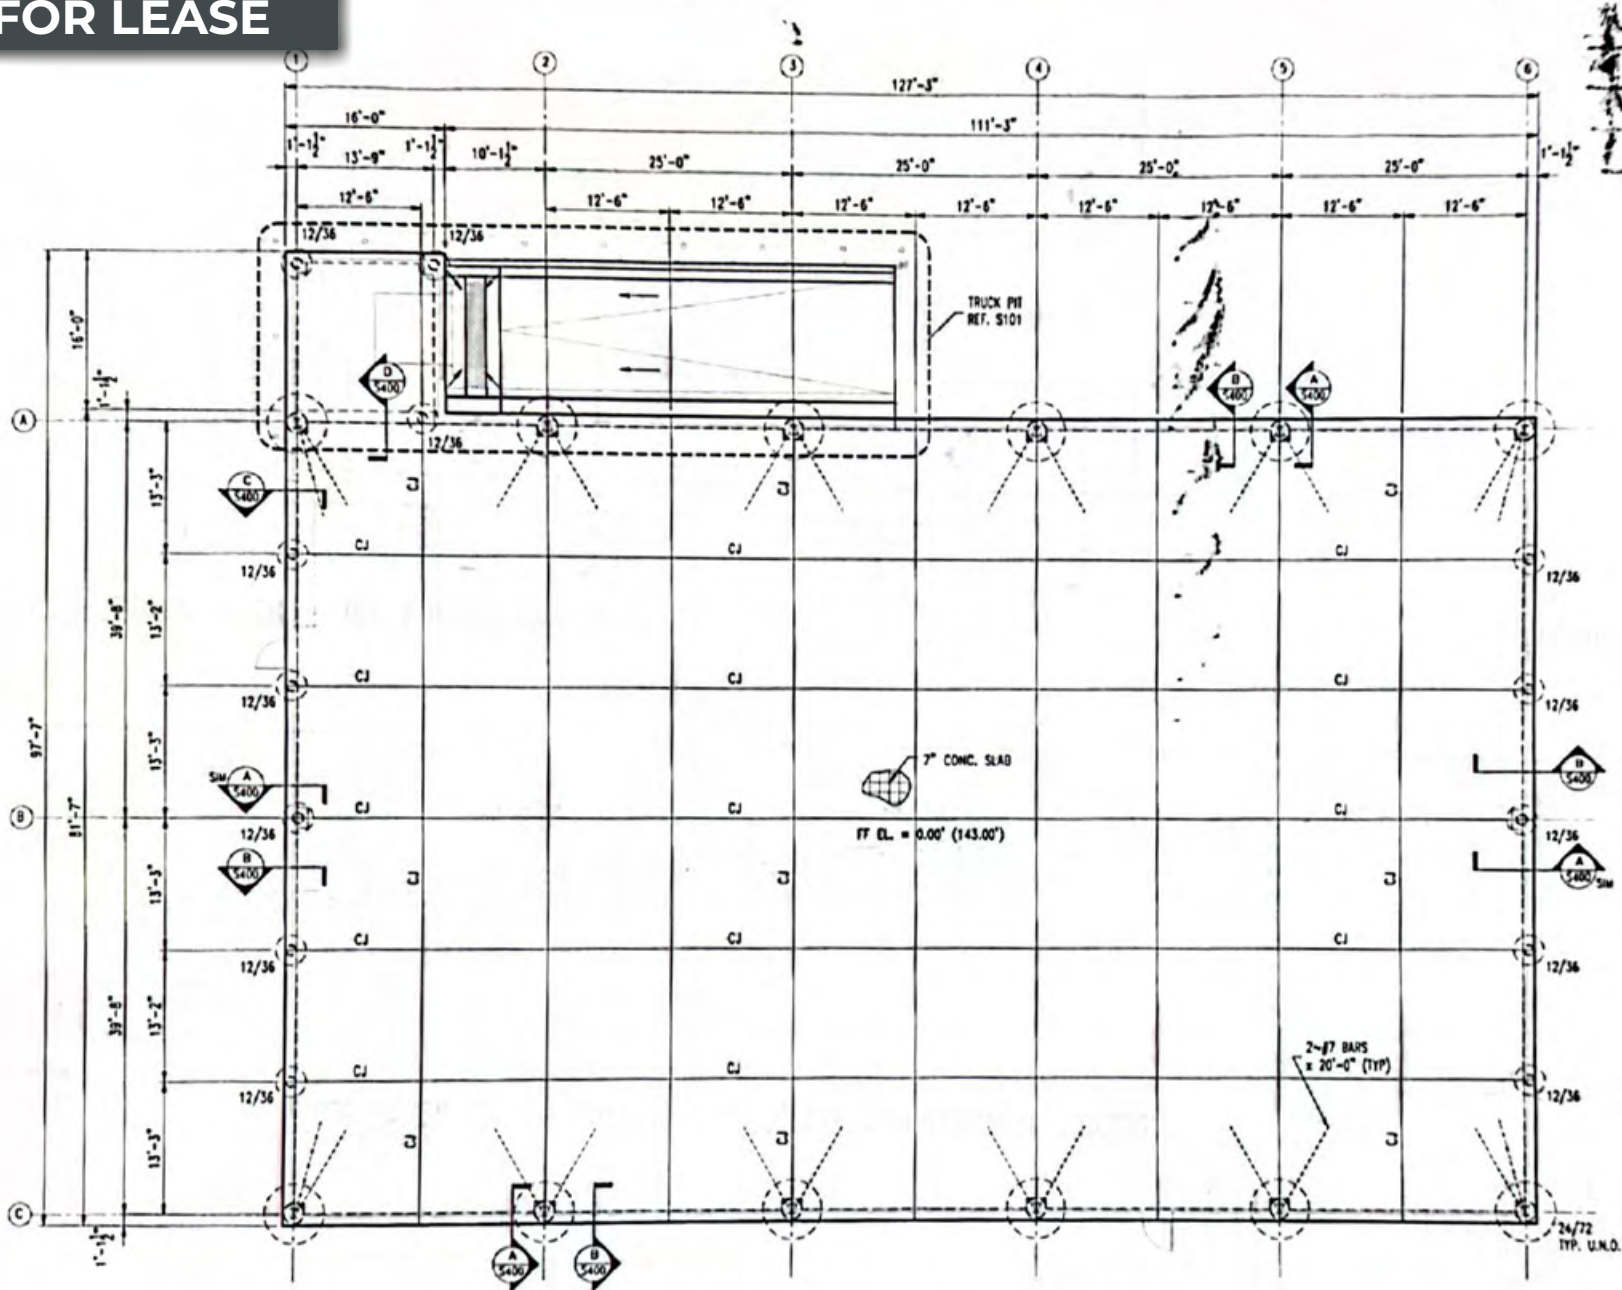 FOR LEASE
1
2
3
4
5
6
127'-3"
16'-0"
111'-3"
1'-1½"
13'-9"
1'-1½"
10'-1½"
25'-0"
25'-0"
25'-0"
25'-0"
1'-1½"
12'-6"
12'-6"
12'-6"
12'-6"
12'-6"
12'-6"
12'-6"
12'-6"
12'-6"
12/36
12/36
TRUCK PIT
REF. S101
16'-0"
1'-1½"
D
S400
B
S400
A
S400
A
12/36
C
S400
13'-3"
CJ
CJ
CJ
CJ
CJ
CJ
12/36
12/36
39'-8"
13'-2"
CJ
CJ
CJ
12/36
12/36
97'-7"
81'-7"
13'-3"
7" CONC. SLAB
SIM
A
S400
B
S400
B
CJ
CJ
12/36
FF EL. = 0.00' (143.00')
12/36
B
S400
A
S400
SIM
13'-3"
CJ
CJ
CJ
CJ
CJ
CJ
12/36
12/36
39'-8"
13'-2"
2~#7 BARS
x 20'-0" (TYP)
CJ
CJ
CJ
12/36
12/36
13'-3"
CJ
CJ
CJ
C
1'-1½"
A
S400
B
S400
24/72
TYP. U.N.O.